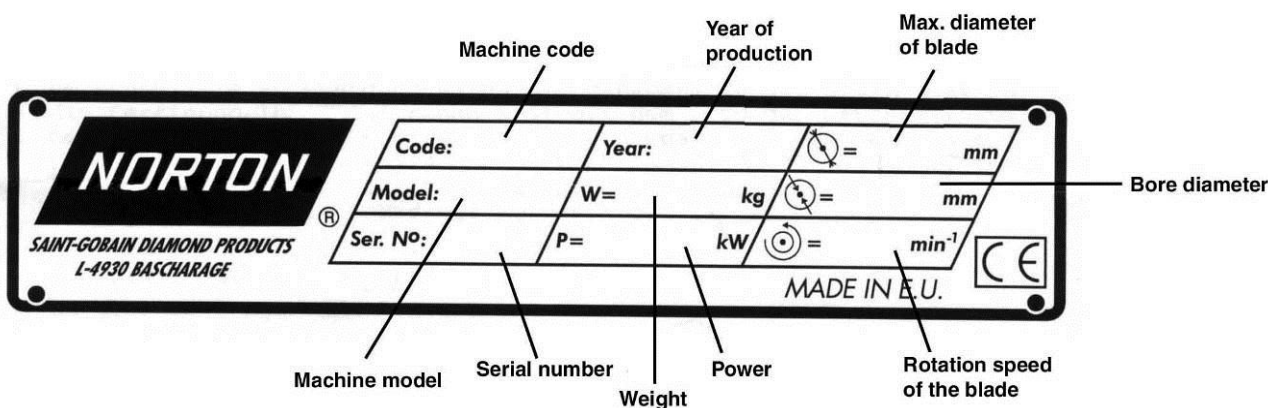 Machine code
Year of
production
Max. diameter
of blade
NORTON
®
SAINT-GOBAIN DIAMOND PRODUCTS
L-4930 BASCHARAGE
Code: Year: = mm
Model: W= kg = mm
Ser. Nº: P= kW = min⁻¹
MADE IN E.U.
CE
Bore diameter
Machine model
Serial number
Weight
Power
Rotation speed
of the blade